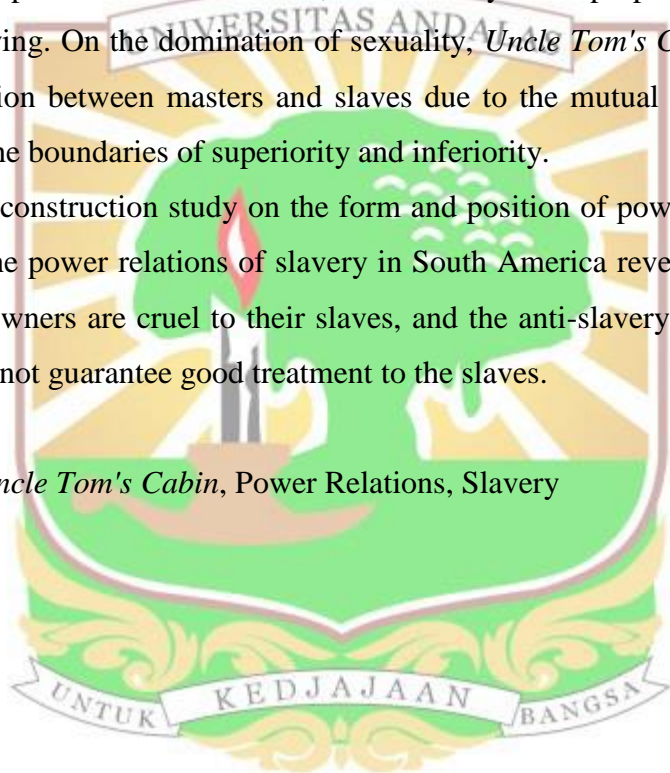 UNIVERSITAS ANDALAS
ving. On the domination of sexuality, Uncle Tom's C
ion between masters and slaves due to the mutual
ne boundaries of superiority and inferiority.
construction study on the form and position of pow
ne power relations of slavery in South America reve
wners are cruel to their slaves, and the anti-slavery
not guarantee good treatment to the slaves.
ncle Tom's Cabin, Power Relations, Slavery
UNTUK KEDJAJAAN BANGSA